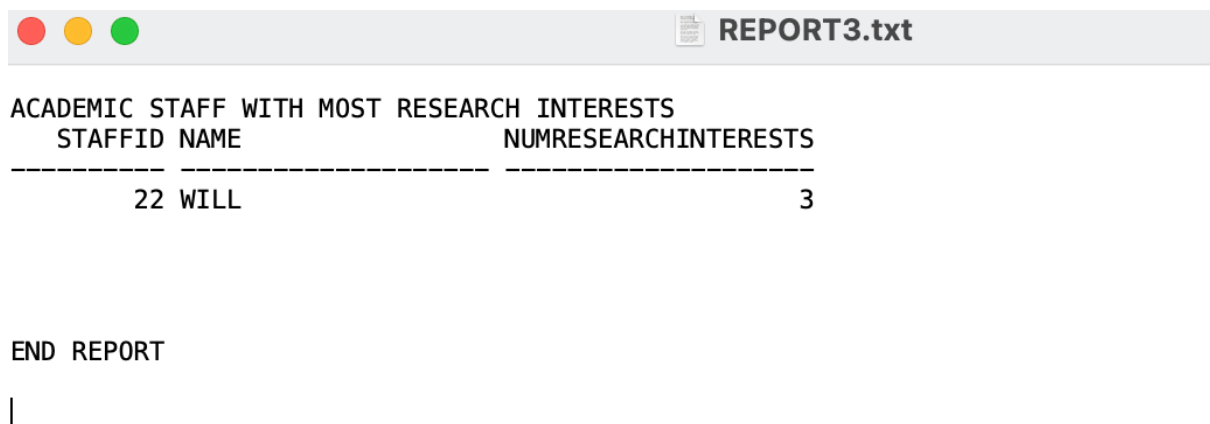 REPORT3.txt
ACADEMIC STAFF WITH MOST RESEARCH INTERESTS
STAFFID NAME NUMRESEARCHINTERESTS
---------- -------------------- --------------------
22 WILL 3
END REPORT